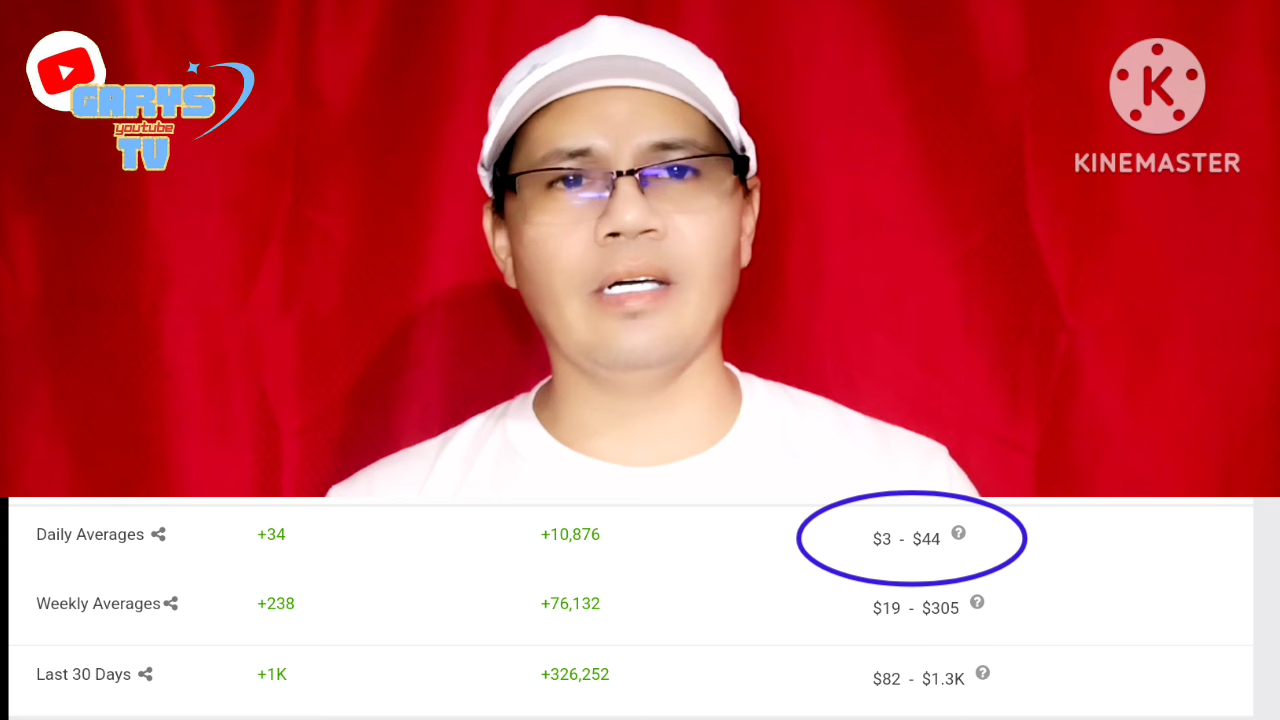 GARYS
youtube
TV
K
KINEMASTER
Daily Averages +34 +10,876 $3 - $44 ?
Weekly Averages +238 +76,132 $19 - $305 ?
Last 30 Days +1K +326,252 $82 - $1.3K ?